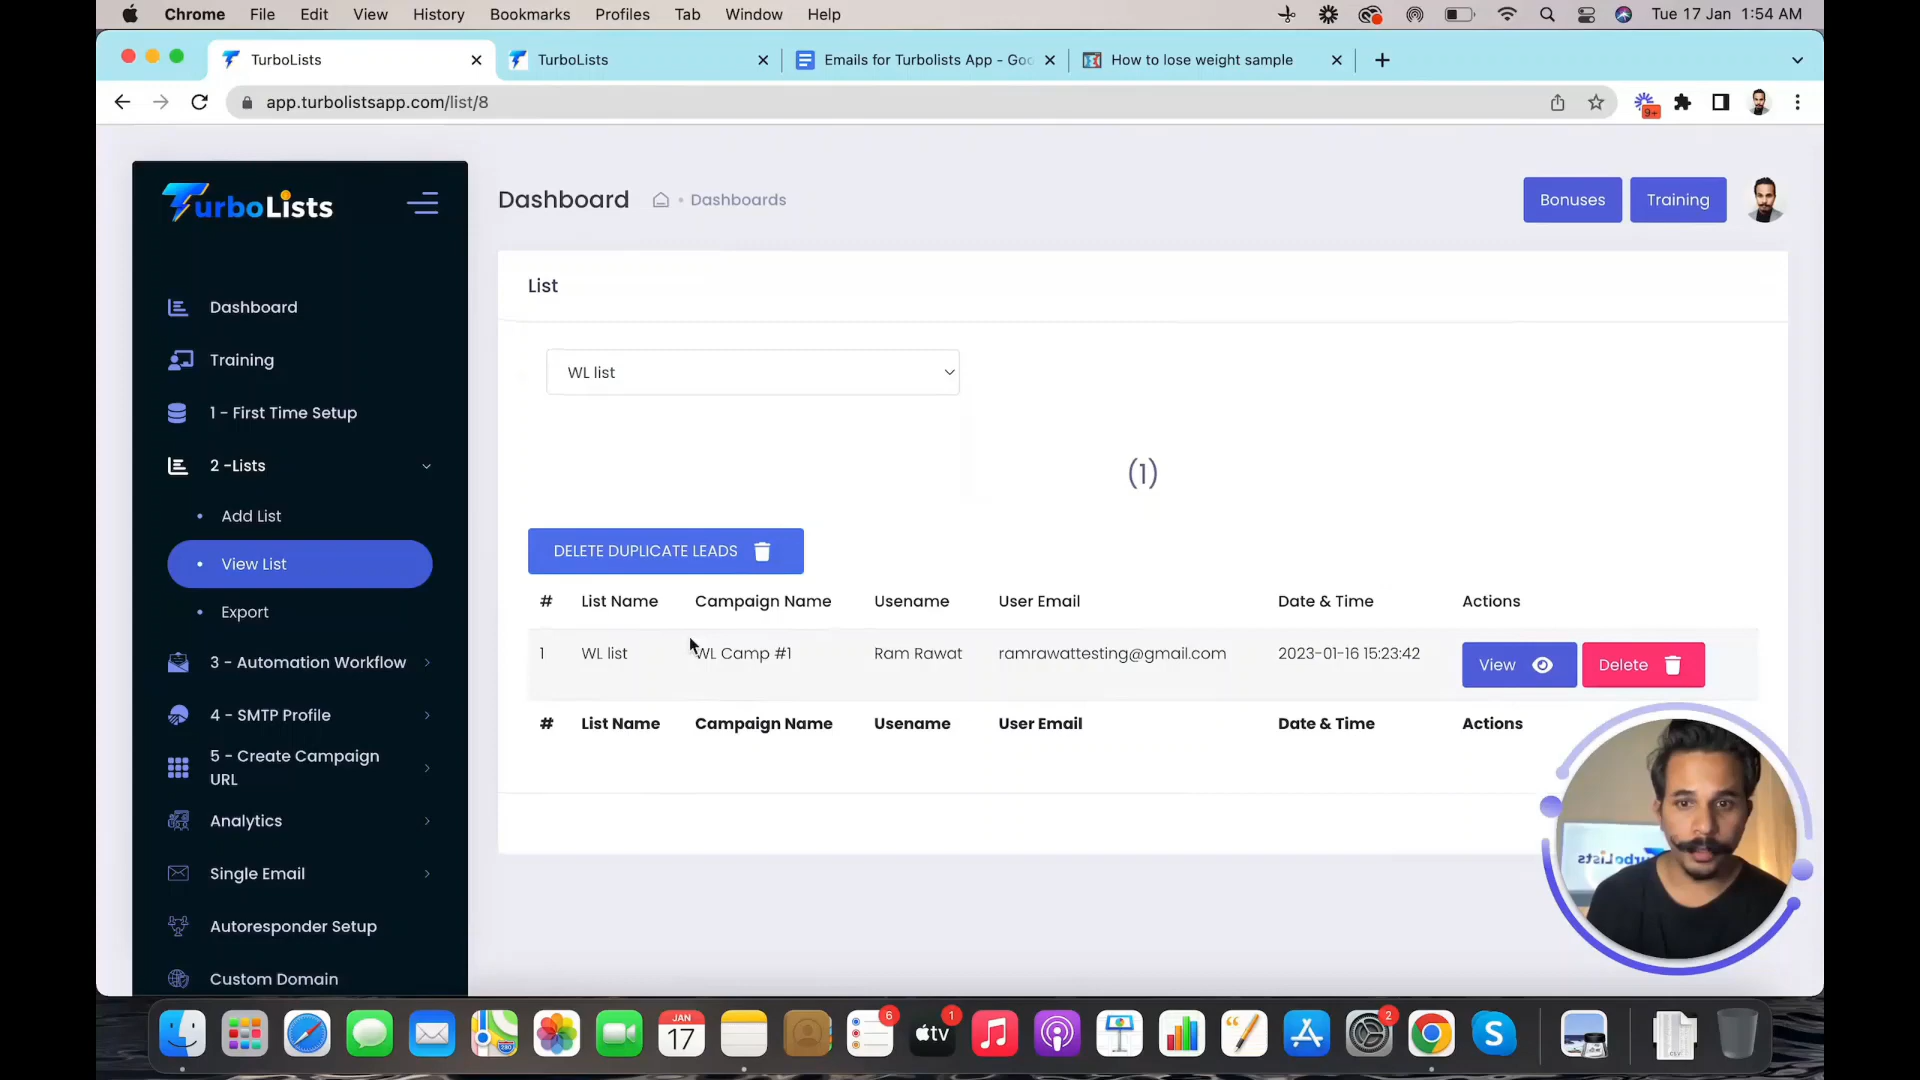 Chrome File Edit View History Bookmarks Profiles Tab Window Help Tue 17 Jan 1:54 AM
TurboLists TurboLists Emails for Turbolists App - Goo How to lose weight sample
app.turbolistsapp.com/list/8 9+
TurboLists
Dashboard Dashboards Bonuses Training
List
Dashboard
Training
1 - First Time Setup
2 -Lists
Add List
View List
Export
3 - Automation Workflow
4 - SMTP Profile
5 - Create Campaign
URL
Analytics
Single Email
Autoresponder Setup
Custom Domain
WL list
(1)
DELETE DUPLICATE LEADS
# List Name Campaign Name Usename User Email Date & Time Actions
1 WL list WL Camp #1 Ram Rawat ramrawattesting@gmail.com 2023-01-16 15:23:42 View Delete
# List Name Campaign Name Usename User Email Date & Time Actions
JAN
17
6
tv
1
2